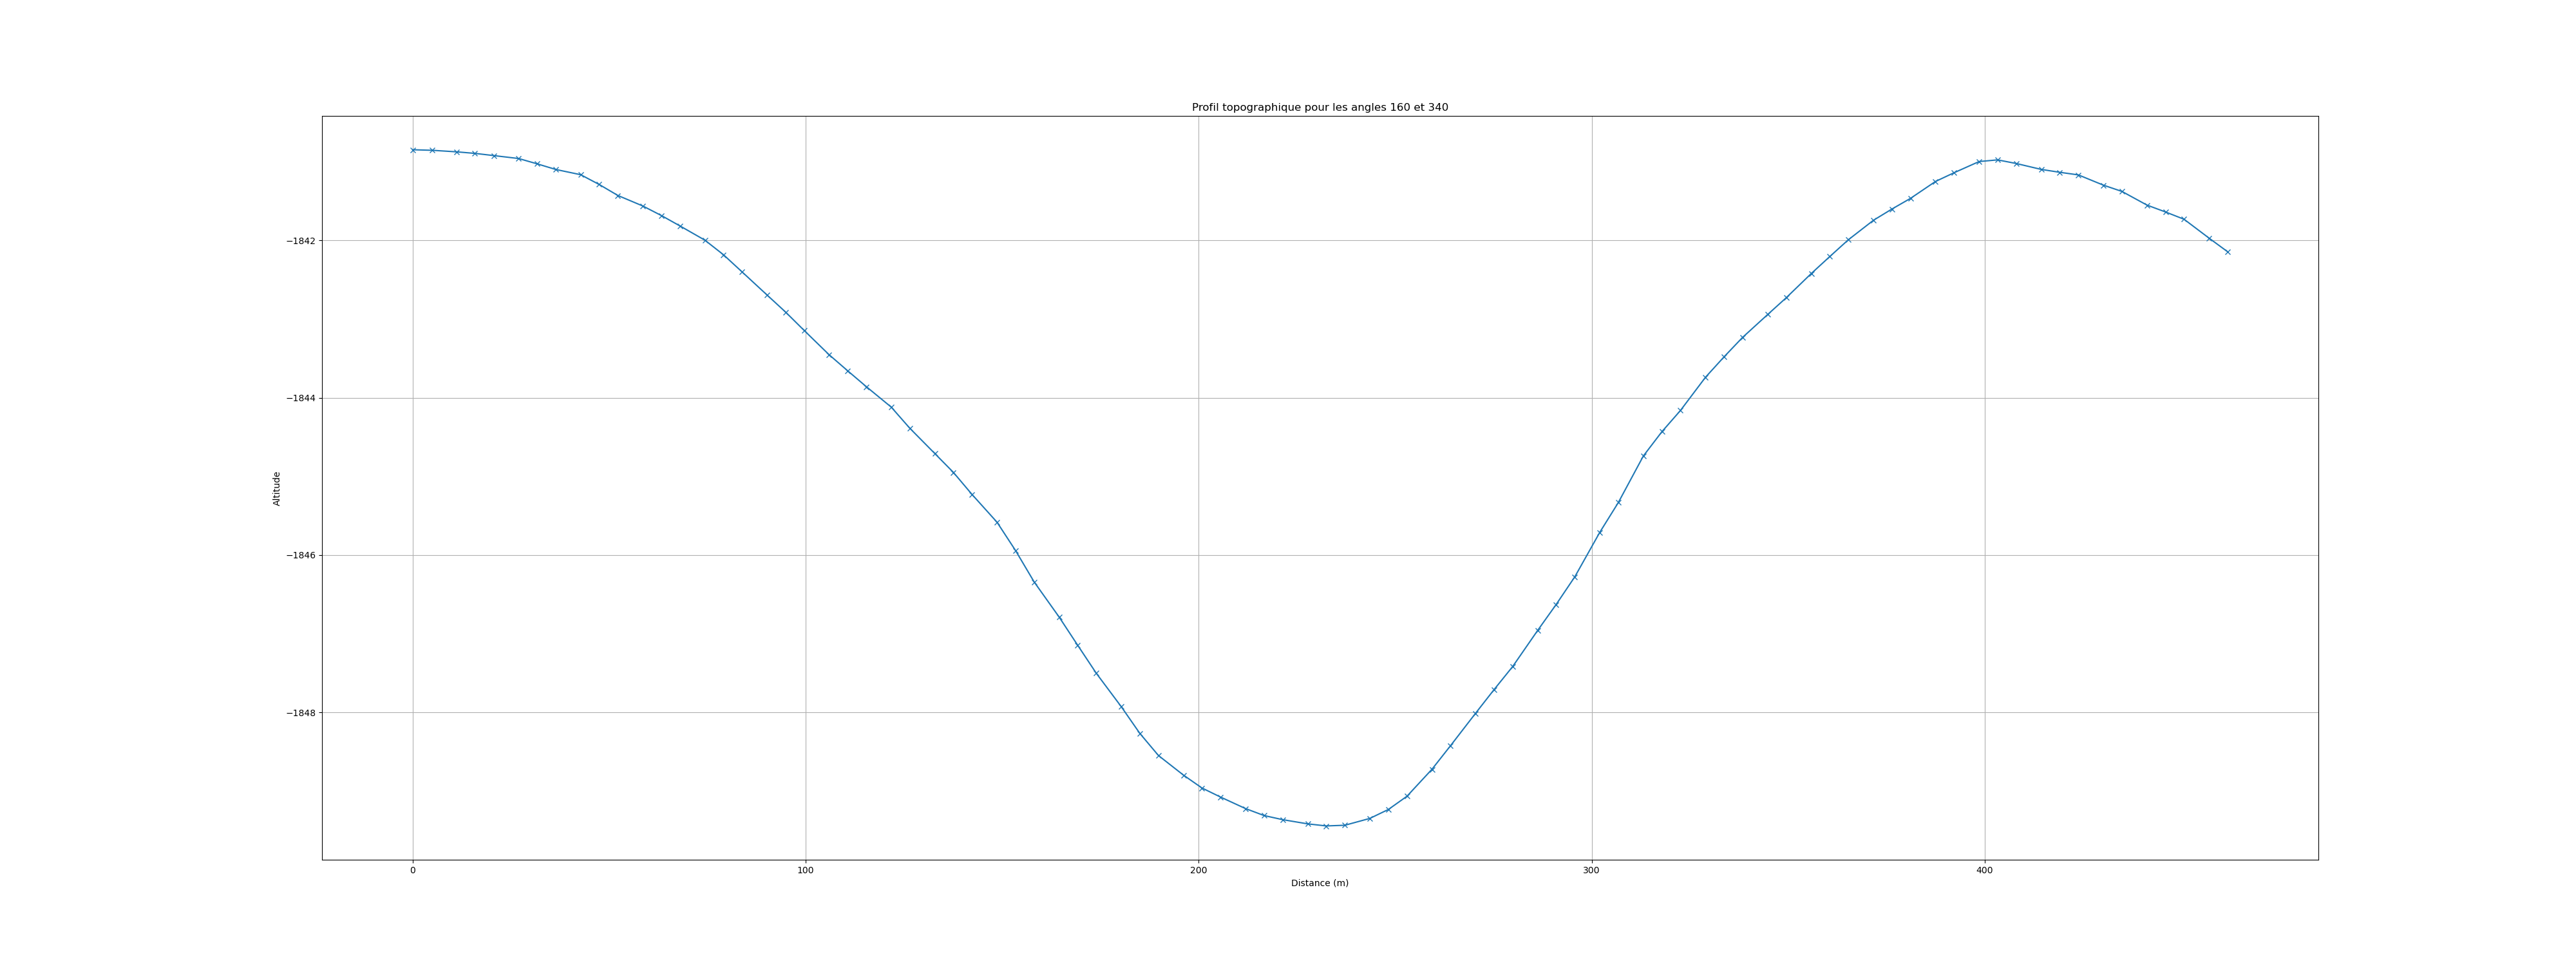 Profil topographique pour les angles 160 et 340
−1842
−1844
Altitude
−1846
−1848
0 100 200 300 400
Distance (m)